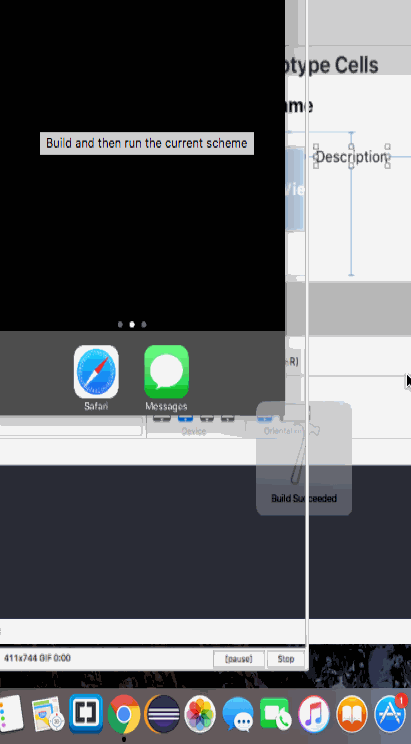 otype Cells
ame
Build and then run the current scheme
Description
Vie
R)
Safari
Messages
Device
Orientat
Build Succeeded
411x744 GIF 0:00
[pause]
Stop
1